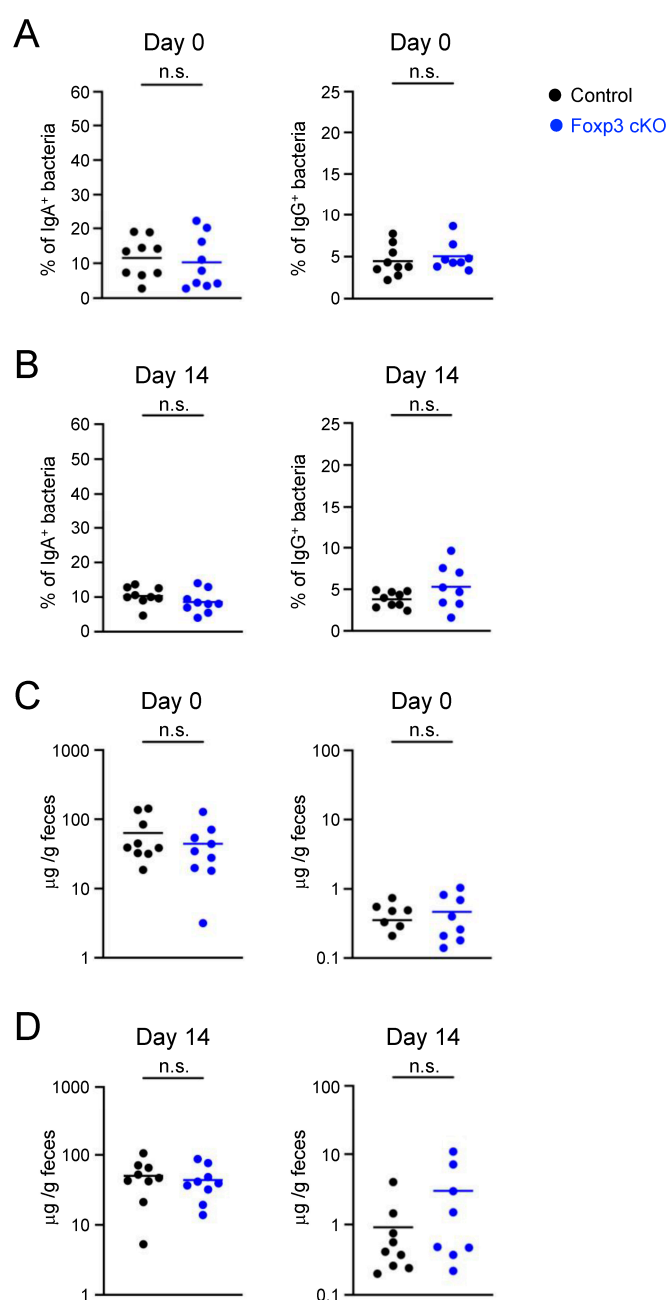 A
Day 0
Day 0
n.s.
n.s.
Control
Foxp3 cKO
% of IgA⁺ bacteria
60
50
40
30
20
10
0
% of IgG⁺ bacteria
25
20
15
10
5
0
B
Day 14
Day 14
n.s.
n.s.
% of IgA⁺ bacteria
60
50
40
30
20
10
0
% of IgG⁺ bacteria
25
20
15
10
5
0
C
Day 0
Day 0
n.s.
n.s.
µg /g feces
1000
100
10
1
µg /g feces
100
10
1
0.1
D
Day 14
Day 14
n.s.
n.s.
µg /g feces
1000
100
10
1
µg /g feces
100
10
1
0.1